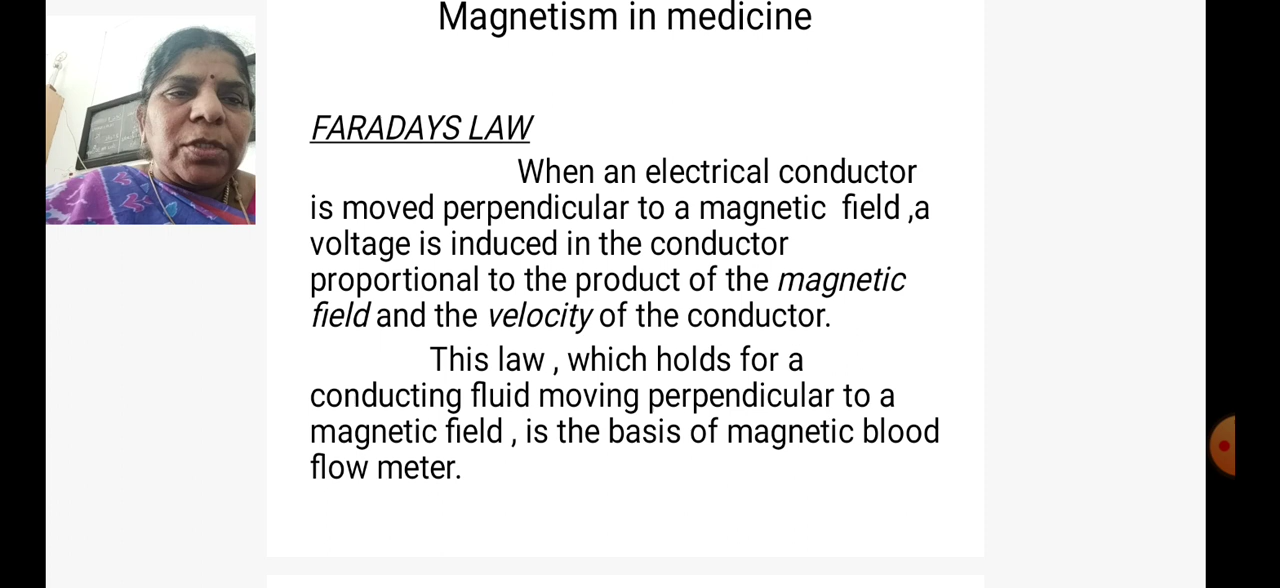 Magnetism in medicine
FARADAYS LAW
When an electrical conductor
is moved perpendicular to a magnetic  field ,a
voltage is induced in the conductor
proportional to the product of the magnetic
field and the velocity of the conductor.
This law , which holds for a
conducting fluid moving perpendicular to a
magnetic field , is the basis of magnetic blood
flow meter.